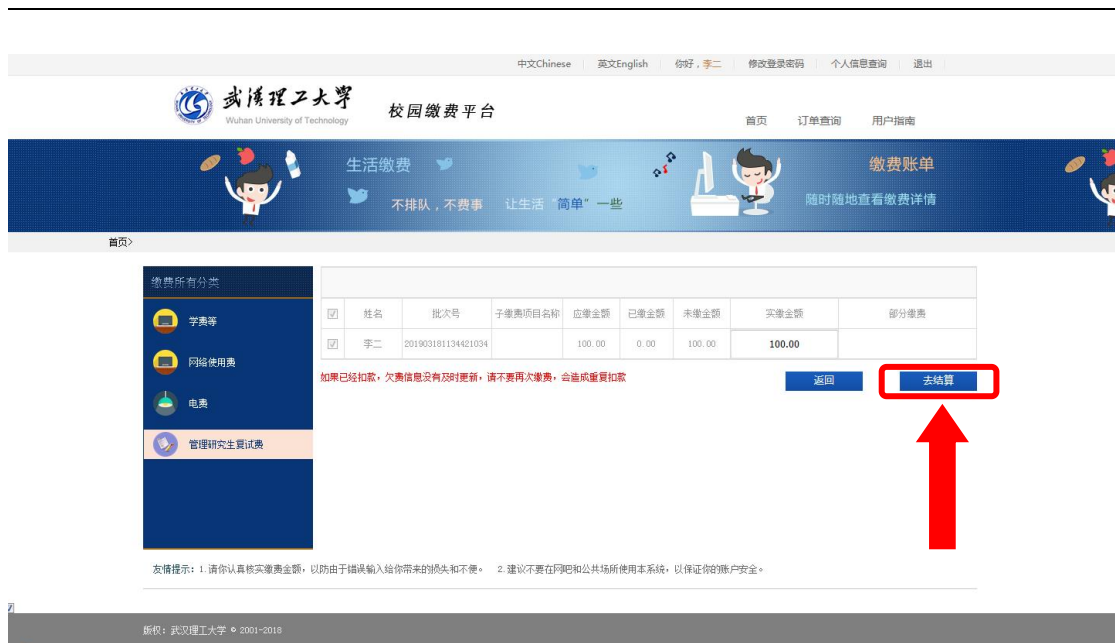 中文Chinese 英文English 你好，李二 修改登录密码 个人信息查询 退出
武汉理工大学
Wuhan University of Technology
校园缴费平台
首页 订单查询 用户指南
生活缴费
不排队，不费事 让生活“简单”一些
缴费账单
随时随地查看缴费详情
首页>
缴费所有分类
学费等
网络使用费
电费
管理研究生复试费
姓名 批次号 子缴费项目名称 应缴金额 已缴金额 未缴金额 实缴金额 部分缴费
李二 201903181134421034 100.00 0.00 100.00 100.00
如果已经扣款，欠费信息没有及时更新，请不要再次缴费，会造成重复扣款
返回 去结算
友情提示：1.请你认真核实缴费金额，以防由于错误输入给你带来的损失和不便。 2.建议不要在网吧和公共场所使用本系统，以保证你的账户安全。
版权：武汉理工大学 © 2001-2018